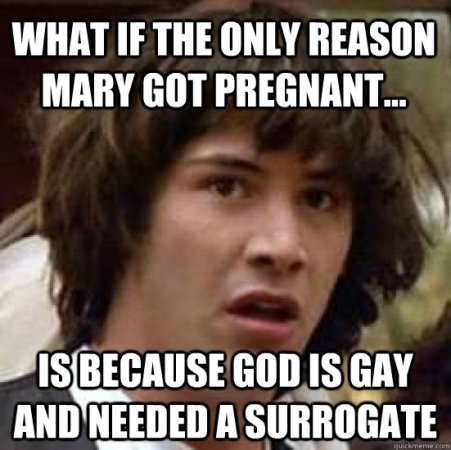 WHAT IF THE ONLY REASON
MARY GOT PREGNANT...
IS BECAUSE GOD IS GAY
AND NEEDED A SURROGATE
quickmeme.com